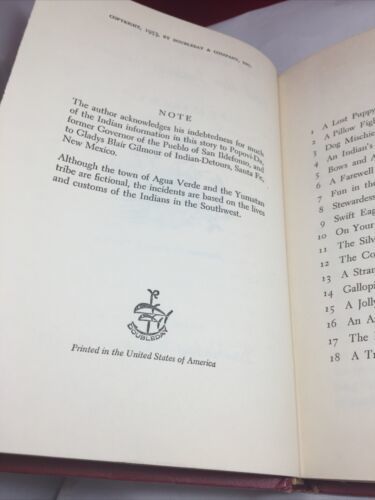 COPYRIGHT, 1953, BY DOUBLEDAY & COMPANY, INC.
NOTE
The author acknowledges his indebtedness for much
of the Indian information in this story to Popovi-Da,
former Governor of the Pueblo of San Ildefonso, and
to Gladys Blair Gilmour of Indian-Detours, Santa Fe,
New Mexico.
Although the town of Agua Verde and the Yumatan
tribe are fictional, the incidents are based on the lives
and customs of the Indians in the Southwest.
DOUBLEDAY
Printed in the United States of America
1 A Lost Puppy
2 A Pillow Figh
3 Dog Mischie
4 An Indian's
5 Bows and A
6 A Farewell
7 Fun in the
8 Stewardess
9 Swift Eagl
10 On Your
11 The Silv
12 The Co
13 A Stran
14 Gallopi
15 A Jolly
16 An A
17 The
18 A T